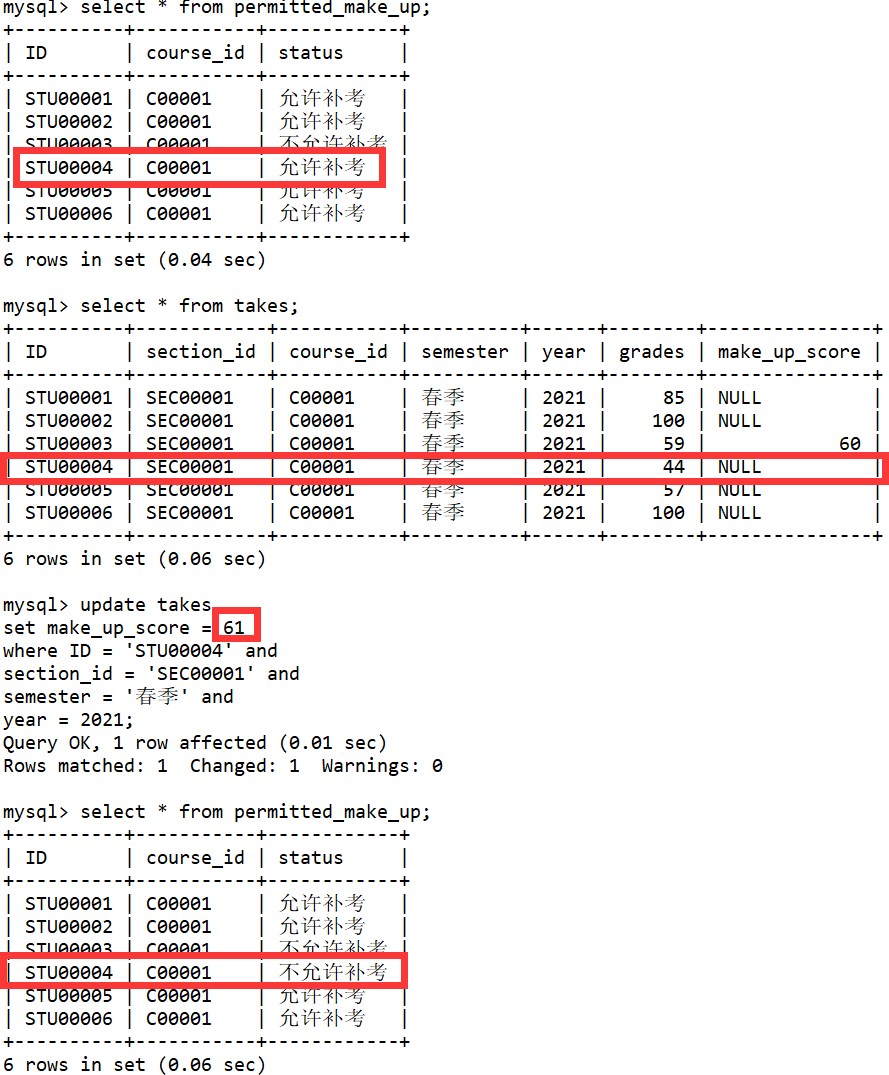 mysql> select * from permitted_make_up;
+----------+-----------+------------+
| ID       | course_id | status     |
+----------+-----------+------------+
| STU00001 | C00001    | 允许补考   |
| STU00002 | C00001    | 允许补考   |
| STU00003 | C00001    | 不允许补考 |
| STU00004 | C00001    | 允许补考   |
| STU00005 | C00001    | 允许补考   |
| STU00006 | C00001    | 允许补考   |
+----------+-----------+------------+
6 rows in set (0.04 sec)
mysql> select * from takes;
+----------+------------+-----------+----------+------+--------+---------------+
| ID       | section_id | course_id | semester | year | grades | make_up_score |
+----------+------------+-----------+----------+------+--------+---------------+
| STU00001 | SEC00001   | C00001    | 春季     | 2021 |     85 | NULL          |
| STU00002 | SEC00001   | C00001    | 春季     | 2021 |    100 | NULL          |
| STU00003 | SEC00001   | C00001    | 春季     | 2021 |     59 |            60 |
| STU00004 | SEC00001   | C00001    | 春季     | 2021 |     44 | NULL          |
| STU00005 | SEC00001   | C00001    | 春季     | 2021 |     57 | NULL          |
| STU00006 | SEC00001   | C00001    | 春季     | 2021 |    100 | NULL          |
+----------+------------+-----------+----------+------+--------+---------------+
6 rows in set (0.06 sec)
mysql> update takes
set make_up_score = 61
where ID = 'STU00004' and
section_id = 'SEC00001' and
semester = '春季' and
year = 2021;
Query OK, 1 row affected (0.01 sec)
Rows matched: 1  Changed: 1  Warnings: 0
mysql> select * from permitted_make_up;
+----------+-----------+------------+
| ID       | course_id | status     |
+----------+-----------+------------+
| STU00001 | C00001    | 允许补考   |
| STU00002 | C00001    | 允许补考   |
| STU00003 | C00001    | 不允许补考 |
| STU00004 | C00001    | 不允许补考 |
| STU00005 | C00001    | 允许补考   |
| STU00006 | C00001    | 允许补考   |
+----------+-----------+------------+
6 rows in set (0.06 sec)